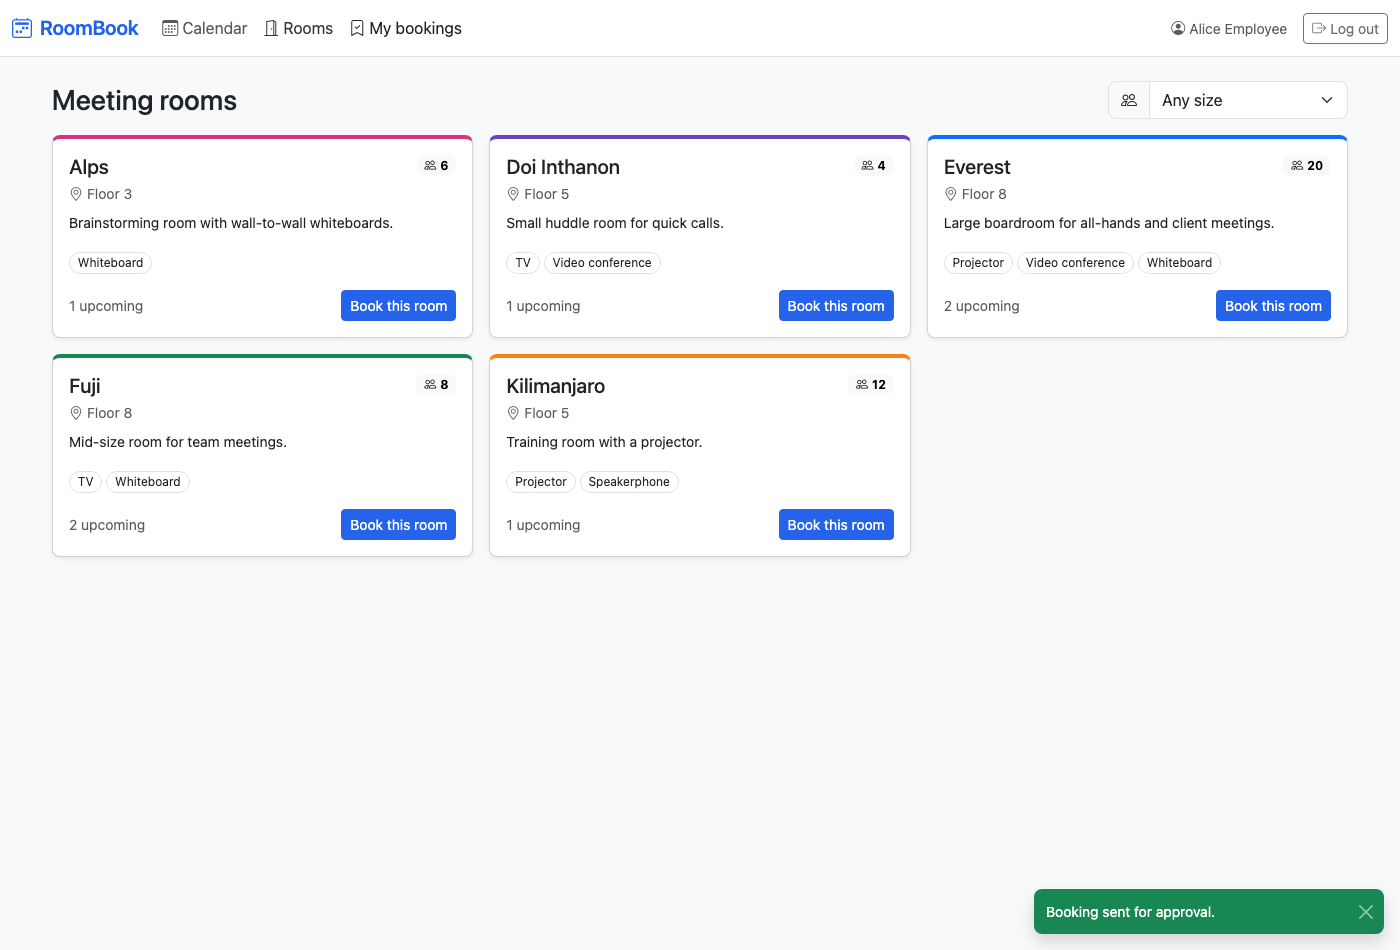 RoomBook Calendar Rooms My bookings Alice Employee Log out
Meeting rooms Any size
Alps 6
Floor 3
Brainstorming room with wall-to-wall whiteboards.
Whiteboard
1 upcoming Book this room
Doi Inthanon 4
Floor 5
Small huddle room for quick calls.
TV Video conference
1 upcoming Book this room
Everest 20
Floor 8
Large boardroom for all-hands and client meetings.
Projector Video conference Whiteboard
2 upcoming Book this room
Fuji 8
Floor 8
Mid-size room for team meetings.
TV Whiteboard
2 upcoming Book this room
Kilimanjaro 12
Floor 5
Training room with a projector.
Projector Speakerphone
1 upcoming Book this room
Booking sent for approval.